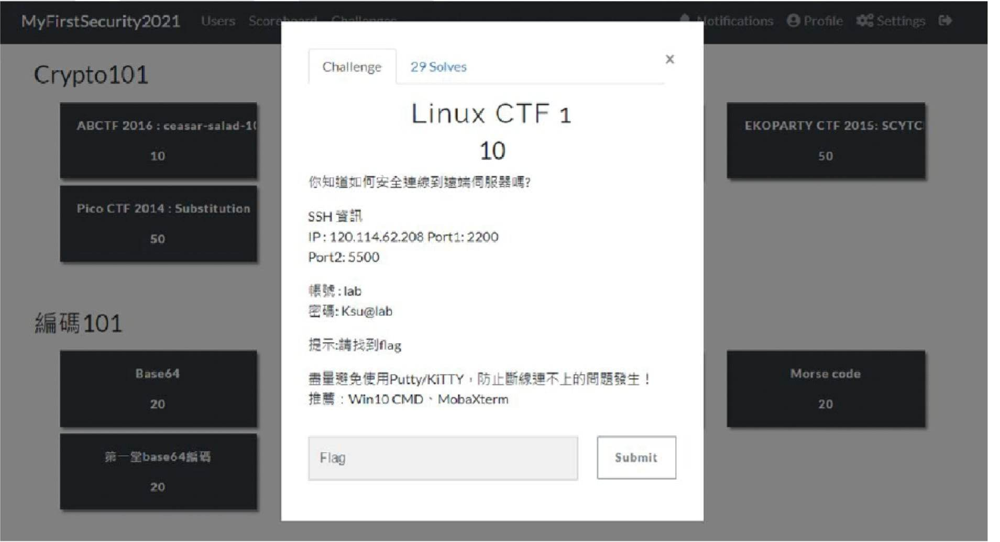 MyFirstSecurity2021 Users Scoreboard Challenges Notifications Profile Settings
Crypto101
ABCTF 2016 : ceasar-salad-10
10
Pico CTF 2014 : Substitution
50
EKOPARTY CTF 2015: SCYTC
50
編碼101
Base64
20
第一堂base64編碼
20
Morse code
20
Challenge
29 Solves
×
Linux CTF 1
10
你知道如何安全連線到遠端伺服器嗎?
SSH 資訊
IP : 120.114.62.208 Port1: 2200
Port2: 5500
帳號 : lab
密碼: Ksu@lab
提示:請找到flag
盡量避免使用Putty/KiTTY，防止斷線連不上的問題發生！
推薦：Win10 CMD、MobaXterm
Flag
Submit